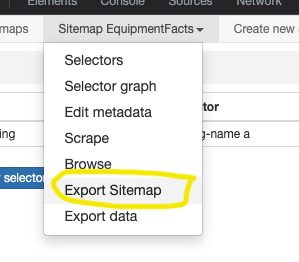 Elements Console Sources Network
maps Sitemap EquipmentFacts Create new s
Selectors
Selector graph
Edit metadata
tor
Scrape
ing g-name a
Browse
selector
Export Sitemap
Export data